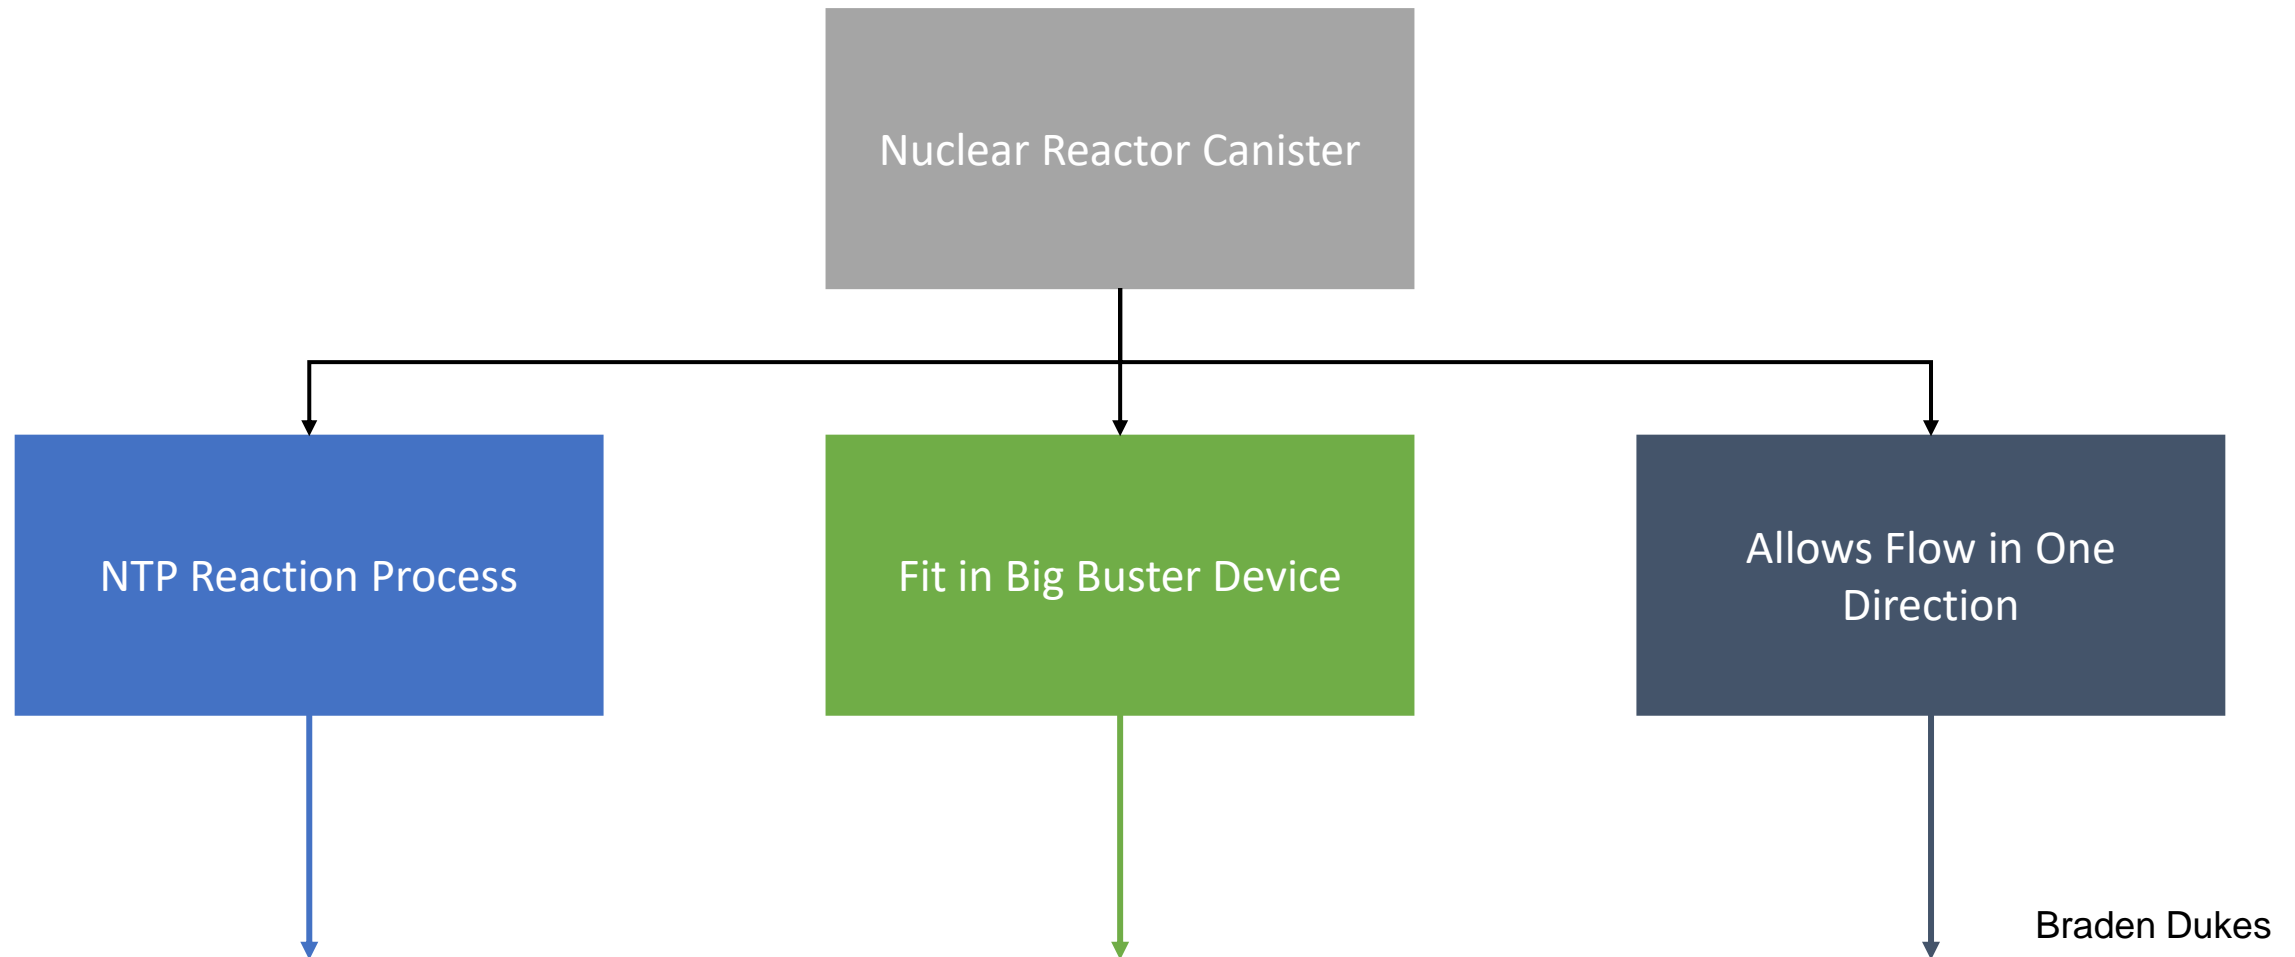 Nuclear Reactor Canister
NTP Reaction Process
Fit in Big Buster Device
Allows Flow in One
Direction
Braden Dukes